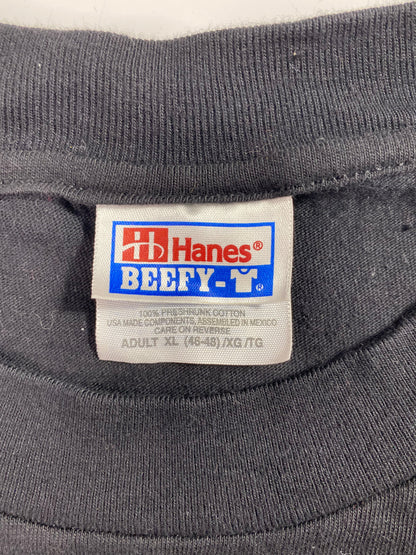 Hanes®
BEEFY-T®
100% PRESHRUNK COTTON
USA MADE COMPONENTS, ASSEMBLED IN MEXICO
CARE ON REVERSE
ADULT XL (46-48) /XG /TG